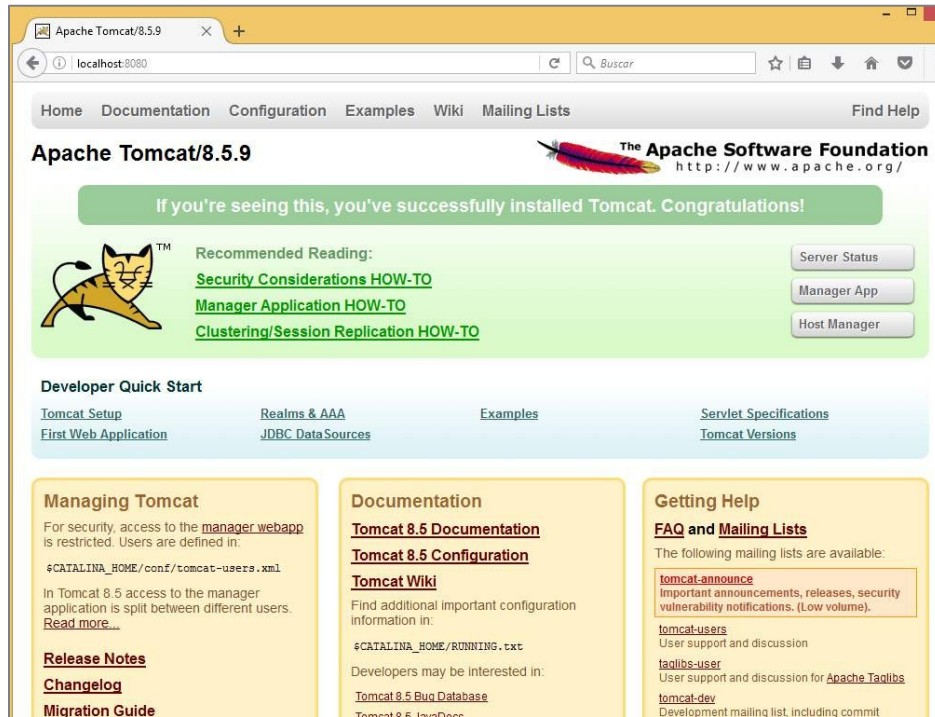 Apache Tomcat/8.5.9
localhost:8080
Buscar
Home Documentation Configuration Examples Wiki Mailing Lists Find Help
Apache Tomcat/8.5.9
The Apache Software Foundation
http://www.apache.org/
If you're seeing this, you've successfully installed Tomcat. Congratulations!
TM
Recommended Reading:
Security Considerations HOW-TO
Manager Application HOW-TO
Clustering/Session Replication HOW-TO
Server Status
Manager App
Host Manager
Developer Quick Start
Tomcat Setup
First Web Application
Realms & AAA
JDBC DataSources
Examples
Servlet Specifications
Tomcat Versions
Managing Tomcat
For security, access to the manager webapp
is restricted. Users are defined in:
$CATALINA_HOME/conf/tomcat-users.xml
In Tomcat 8.5 access to the manager
application is split between different users.
Read more...
Release Notes
Changelog
Migration Guide
Documentation
Tomcat 8.5 Documentation
Tomcat 8.5 Configuration
Tomcat Wiki
Find additional important configuration
information in:
$CATALINA_HOME/RUNNING.txt
Developers may be interested in:
Tomcat 8.5 Bug Database
Tomcat 8.5 JavaDocs
Getting Help
FAQ and Mailing Lists
The following mailing lists are available:
tomcat-announce
Important announcements, releases, security
vulnerability notifications. (Low volume).
tomcat-users
User support and discussion
taglibs-user
User support and discussion for Apache Taglibs
tomcat-dev
Development mailing list, including commit